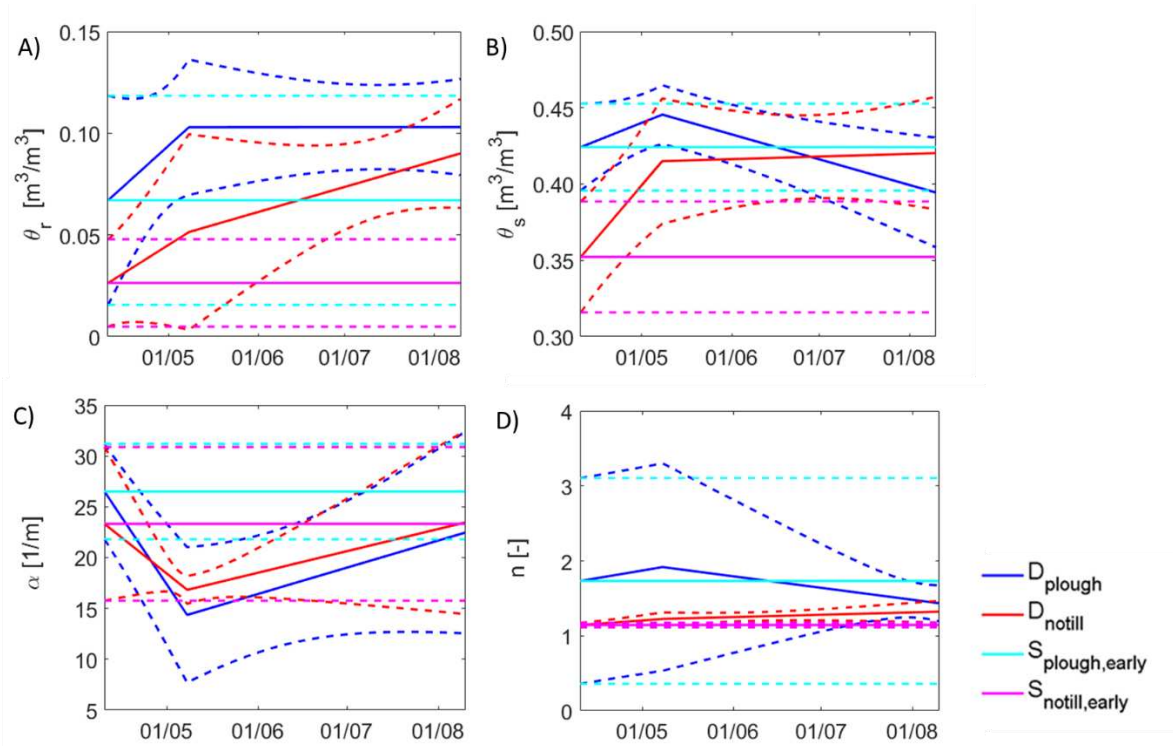 A)
θr [m³/m³]
0.15
0.10
0.05
0
01/05 01/06 01/07 01/08
B)
θs [m³/m³]
0.50
0.45
0.40
0.35
0.30
01/05 01/06 01/07 01/08
C)
α [1/m]
35
30
25
20
15
10
5
01/05 01/06 01/07 01/08
D)
n [-]
4
3
2
1
0
01/05 01/06 01/07 01/08
Dplough
Dnotill
Splough,early
Snotill,early